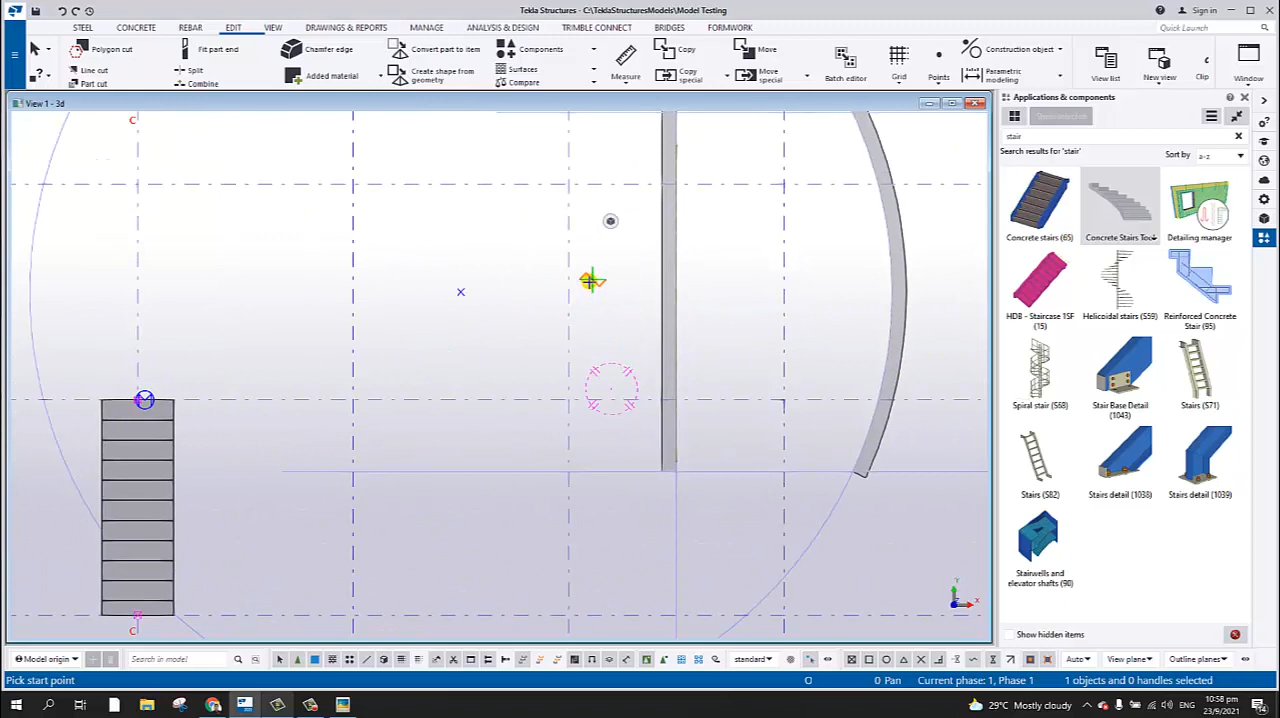 Tekla Structures - C:\TeklaStructuresModels\Model Testing
Sign in
STEEL CONCRETE REBAR EDIT VIEW DRAWINGS & REPORTS MANAGE ANALYSIS & DESIGN TRIMBLE CONNECT BRIDGES FORMWORK
Quick Launch
Polygon cut
Line cut
Part cut
Fit part end
Split
Combine
Chamfer edge
Added material
Convert part to item
Create shape from
geometry
Components
Surfaces
Compare
Measure
Copy
Copy
special
Move
Move
special
Batch editor
Grid
Points
Construction object
Parametric
modeling
View list
New view
Clip
Window
View 1 - 3d
C
C
Y
X
Z
Applications & components
stair
Search results for 'stair'
Sort by
a-z
Concrete stairs (65)
Concrete Stairs Tool
Detailing manager
HDB - Staircase 1SF
(15)
Helicoidal stairs (S59)
Reinforced Concrete
Stair (95)
Spiral stair (S68)
Stair Base Detail
(1043)
Stairs (S71)
Stairs (S82)
Stairs detail (1038)
Stairs detail (1039)
Stairwells and
elevator shafts (90)
Show hidden items
Model origin
Search in model
standard
Auto
View plane
Outline planes
Pick start point
O
0 Pan
Current phase: 1, Phase 1
1 objects and 0 handles selected
29°C Mostly cloudy
ENG
10:58 pm
23/9/2021